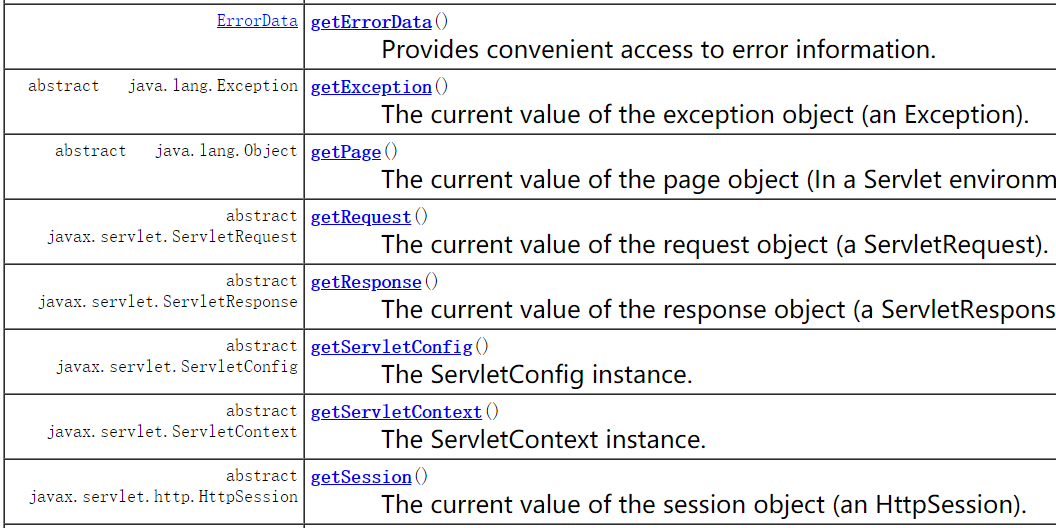 ErrorData getErrorData()
Provides convenient access to error information.
abstract java.lang.Exception getException()
The current value of the exception object (an Exception).
abstract java.lang.Object getPage()
The current value of the page object (In a Servlet environm
abstract getRequest()
javax.servlet.ServletRequest The current value of the request object (a ServletRequest).
abstract getResponse()
javax.servlet.ServletResponse The current value of the response object (a ServletRespons
abstract getServletConfig()
javax.servlet.ServletConfig The ServletConfig instance.
abstract getServletContext()
javax.servlet.ServletContext The ServletContext instance.
abstract getSession()
javax.servlet.http.HttpSession The current value of the session object (an HttpSession).